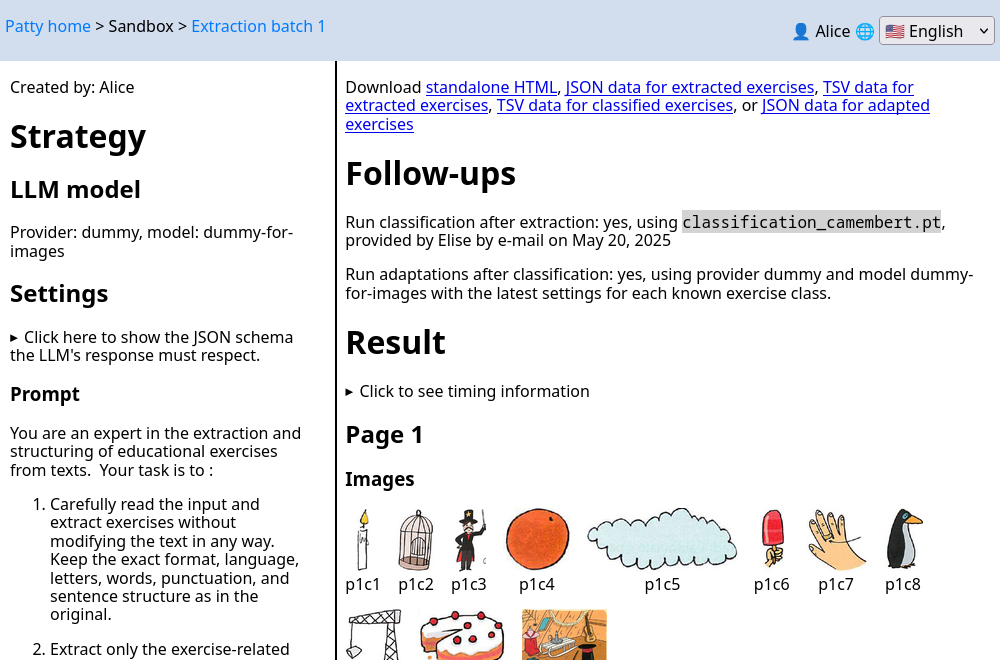 Patty home > Sandbox > Extraction batch 1
👤 Alice 🌐 🇺🇸 English
Created by: Alice
Strategy
LLM model
Provider: dummy, model: dummy-for-
images
Settings
▸ Click here to show the JSON schema
the LLM's response must respect.
Prompt
You are an expert in the extraction and
structuring of educational exercises
from texts.  Your task is to :
1. Carefully read the input and
extract exercises without
modifying the text in any way.
Keep the exact format, language,
letters, words, punctuation, and
sentence structure as in the
original.
2. Extract only the exercise-related
Download standalone HTML, JSON data for extracted exercises, TSV data for
extracted exercises, TSV data for classified exercises, or JSON data for adapted
exercises
Follow-ups
Run classification after extraction: yes, using classification_camembert.pt,
provided by Elise by e-mail on May 20, 2025
Run adaptations after classification: yes, using provider dummy and model dummy-
for-images with the latest settings for each known exercise class.
Result
▸ Click to see timing information
Page 1
Images
p1c1 p1c2 p1c3 p1c4 p1c5 p1c6 p1c7 p1c8